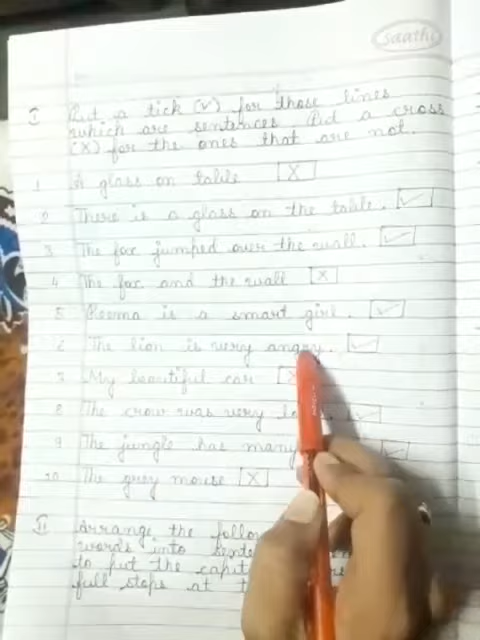 Saathi
I Put a tick (√) for those lines
which are sentences. Put a cross
(X) for the ones that are not.
1 A glass on table X
2 There is a glass on the table. ✓
3 The fox jumped over the wall. ✓
4 The fox and the wall X
5 Reema is a smart girl. ✓
6 The lion is very angry. ✓
7 My beautiful car X
8 The crow was very ✓
9 The jungle has many ✓
10 The grey mouse X
II Arrange the
words into
to put the
full stops at